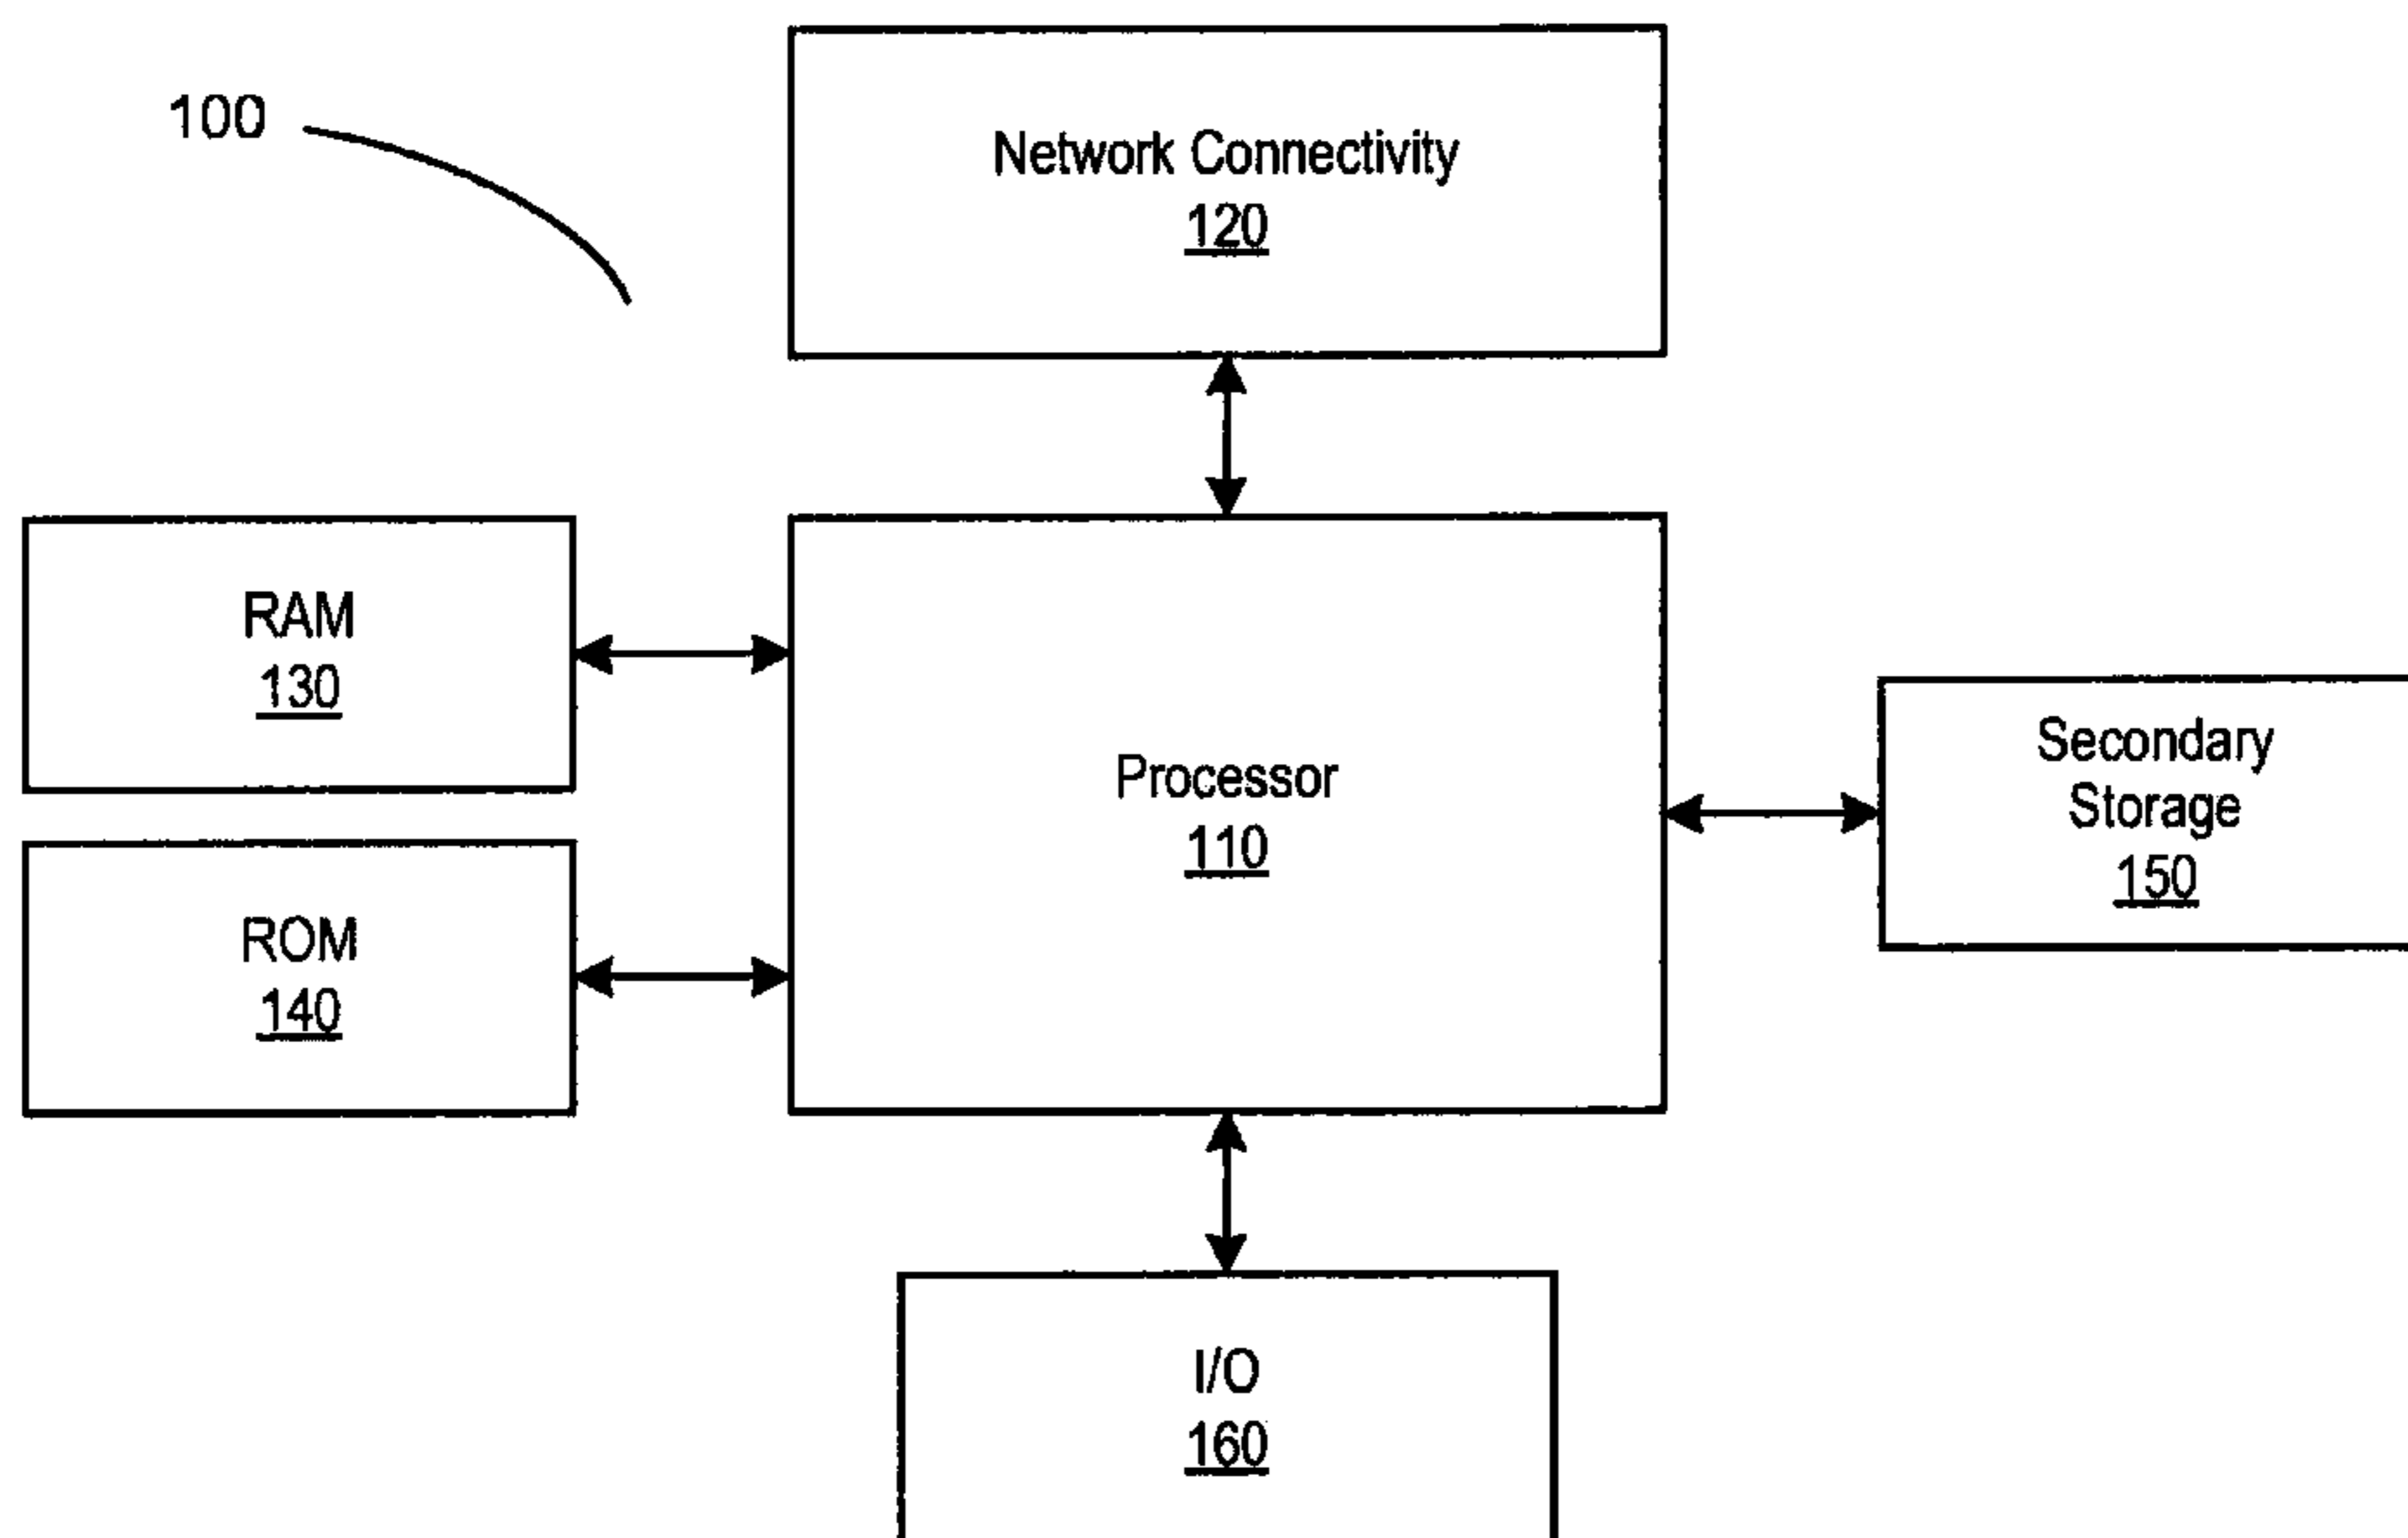 100
Network Connectivity
120
RAM
130
Processor
110
Secondary
Storage
150
ROM
140
I/O
160